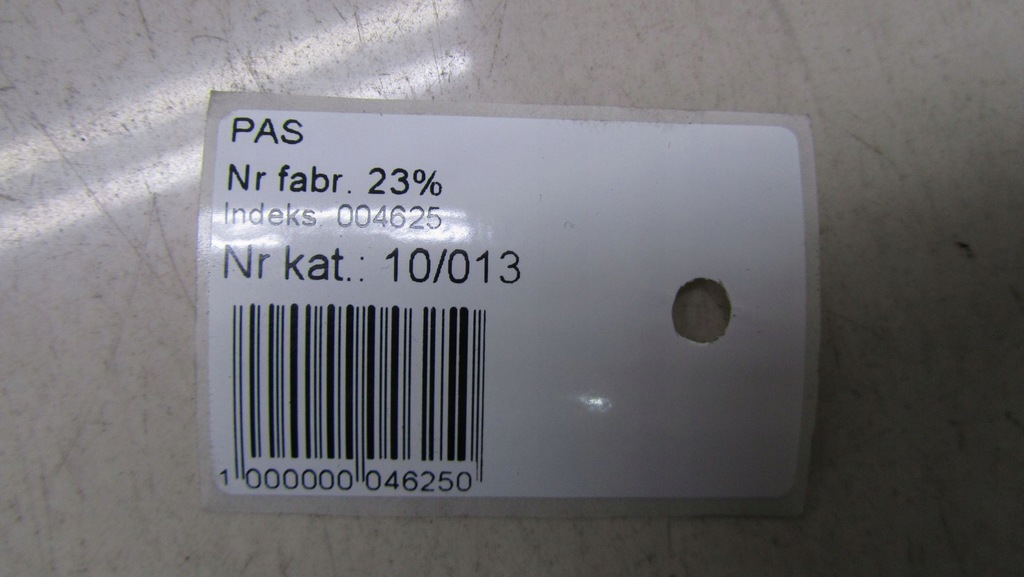 PAS
Nr fabr. 23%
Indeks 004625
Nr kat.: 10/013
1 000000 046250